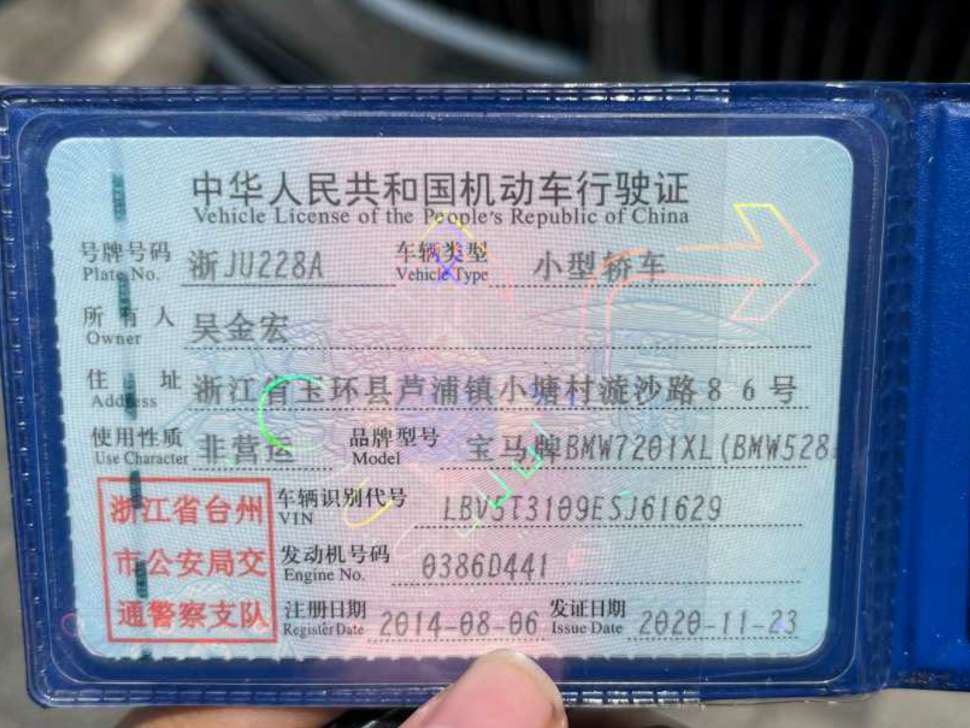 中华人民共和国机动车行驶证
Vehicle License of the People's Republic of China
号牌号码 浙JU228A 车辆类型 小型轿车
Plate No. Vehicle Type
所有人 吴金宏
Owner
住址 浙江省玉环县芦浦镇小塘村漩沙路86号
Address
使用性质 非营运 品牌型号 宝马牌BMW7201XL(BMW528
Use Character Model
浙江省台州 车辆识别代号 LBV5T3109ESJ61629
VIN
市公安局交 发动机号码 0386D441
Engine No.
通警察支队 注册日期 2014-08-06 发证日期 2020-11-23
Register Date Issue Date